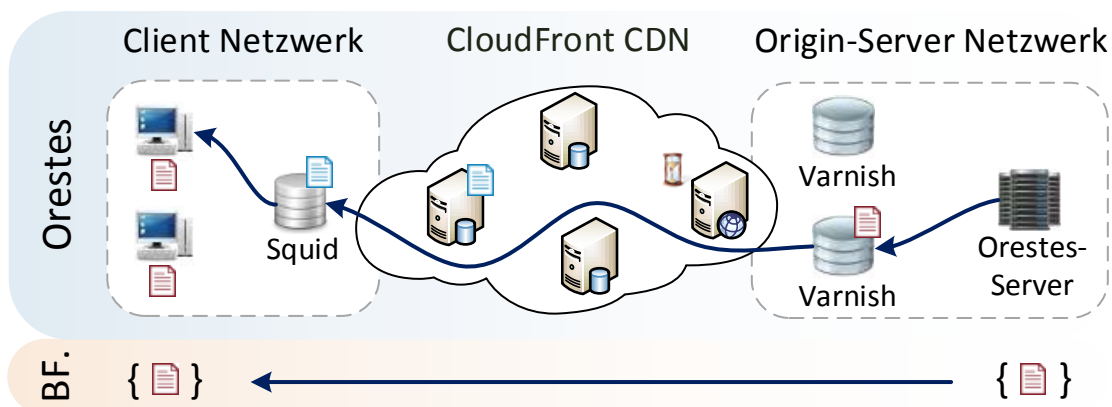 Client Netzwerk
CloudFront CDN
Origin-Server Netzwerk
Orestes
Squid
Varnish
Varnish
Orestes-
Server
BF.
{ }
{ }